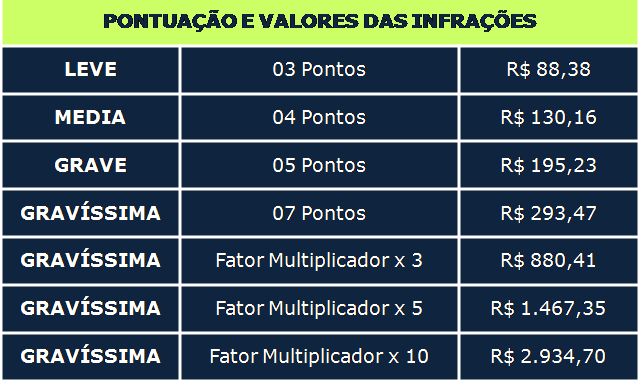 PONTUAÇÃO E VALORES DAS INFRAÇÕES
LEVE 03 Pontos R$ 88,38
MEDIA 04 Pontos R$ 130,16
GRAVE 05 Pontos R$ 195,23
GRAVÍSSIMA 07 Pontos R$ 293,47
GRAVÍSSIMA Fator Multiplicador x 3 R$ 880,41
GRAVÍSSIMA Fator Multiplicador x 5 R$ 1.467,35
GRAVÍSSIMA Fator Multiplicador x 10 R$ 2.934,70